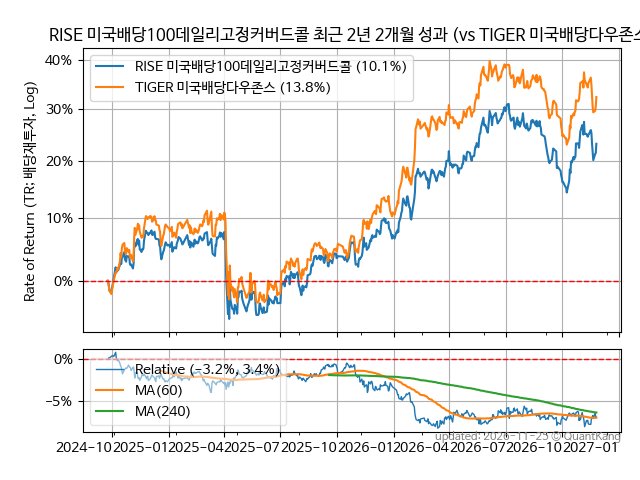 RISE 미국배당100데일리고정커버드콜 최근 2년 2개월 성과 (vs TIGER 미국배당다우존스
40%
30%
20%
10%
0%
Rate of Return (TR: 배당재투자, Log)
RISE 미국배당100데일리고정커버드콜 (10.1%)
TIGER 미국배당다우존스 (13.8%)
0%
−5%
Relative (−3.2%, 3.4%)
MA(60)
MA(240)
updated: 2026-11-25 © QuantKang
2024-10 2025-01 2025-04 2025-07 2025-10 2026-01 2026-04 2026-07 2026-10 2027-01